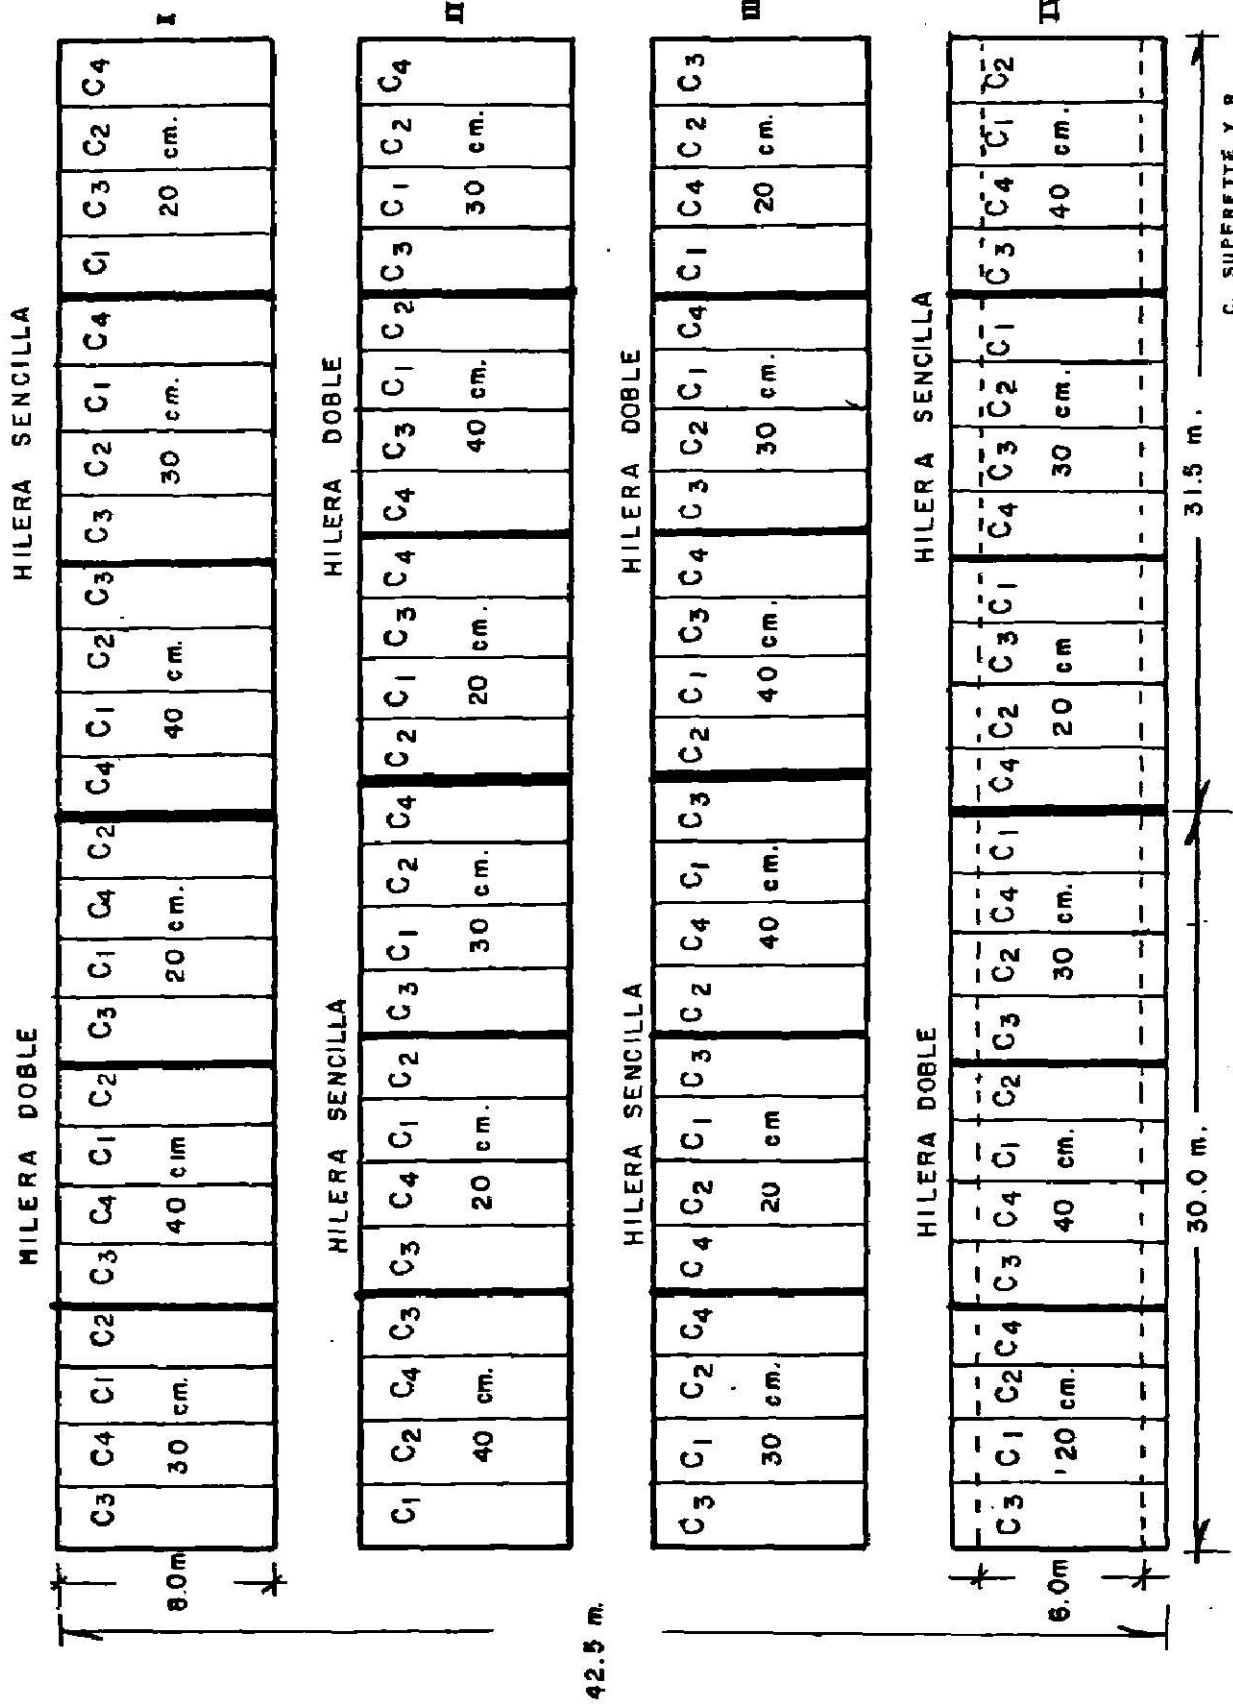 HILERA DOBLE HILERA SENCILLA
C3 C4 C1 C2 C3 C4 C1 C2 C3 C1 C4 C2 C4 C1 C2 C3 C3 C2 C1 C4 C1 C3 C2 C4
8.0m 30 cm. 40 cm 20 cm. 40 cm. 30 cm. 20 cm. I
HILERA SENCILLA HILERA DOBLE
C1 C2 C4 C3 C3 C4 C1 C2 C3 C1 C2 C4 C2 C1 C3 C4 C4 C3 C1 C2 C3 C1 C2 C4
40 cm. 20 cm. 30 cm. 20 cm. 40 cm. 30 cm. II
42.5 m.
HILERA SENCILLA HILERA DOBLE
C3 C1 C2 C4 C4 C2 C1 C3 C2 C4 C1 C3 C2 C1 C3 C4 C3 C2 C1 C4 C1 C4 C2 C3
30 cm. 20 cm 40 cm. 40 cm. 30 cm. 20 cm. III
HILERA DOBLE HILERA SENCILLA
C3 C1 C2 C4 C3 C4 C1 C2 C3 C2 C4 C1 C4 C2 C3 C1 C4 C3 C2 C1 C3 C4 C1 C2
6.0m 20 cm. 40 cm. 30 cm. 20 cm 30 cm. 40 cm. IV
30.0 m. 31.5 m.
C.